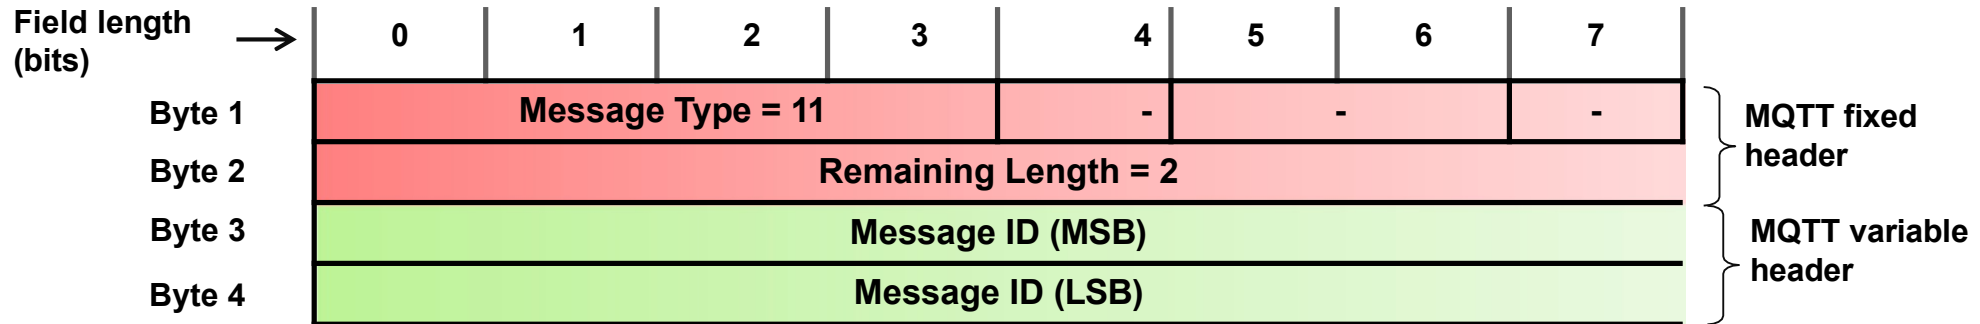 Field length
(bits)
0 1 2 3 4 5 6 7
Byte 1 Message Type = 11 - - -
MQTT fixed
header
Byte 2 Remaining Length = 2
Byte 3 Message ID (MSB)
MQTT variable
header
Byte 4 Message ID (LSB)